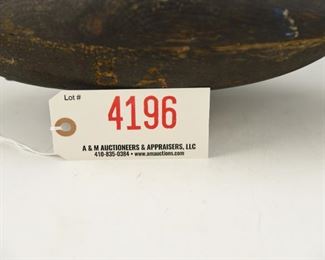 Lot #
4196
A & M AUCTIONEERS & APPRAISERS, LLC
410-835-0384 • www.amauctions.com